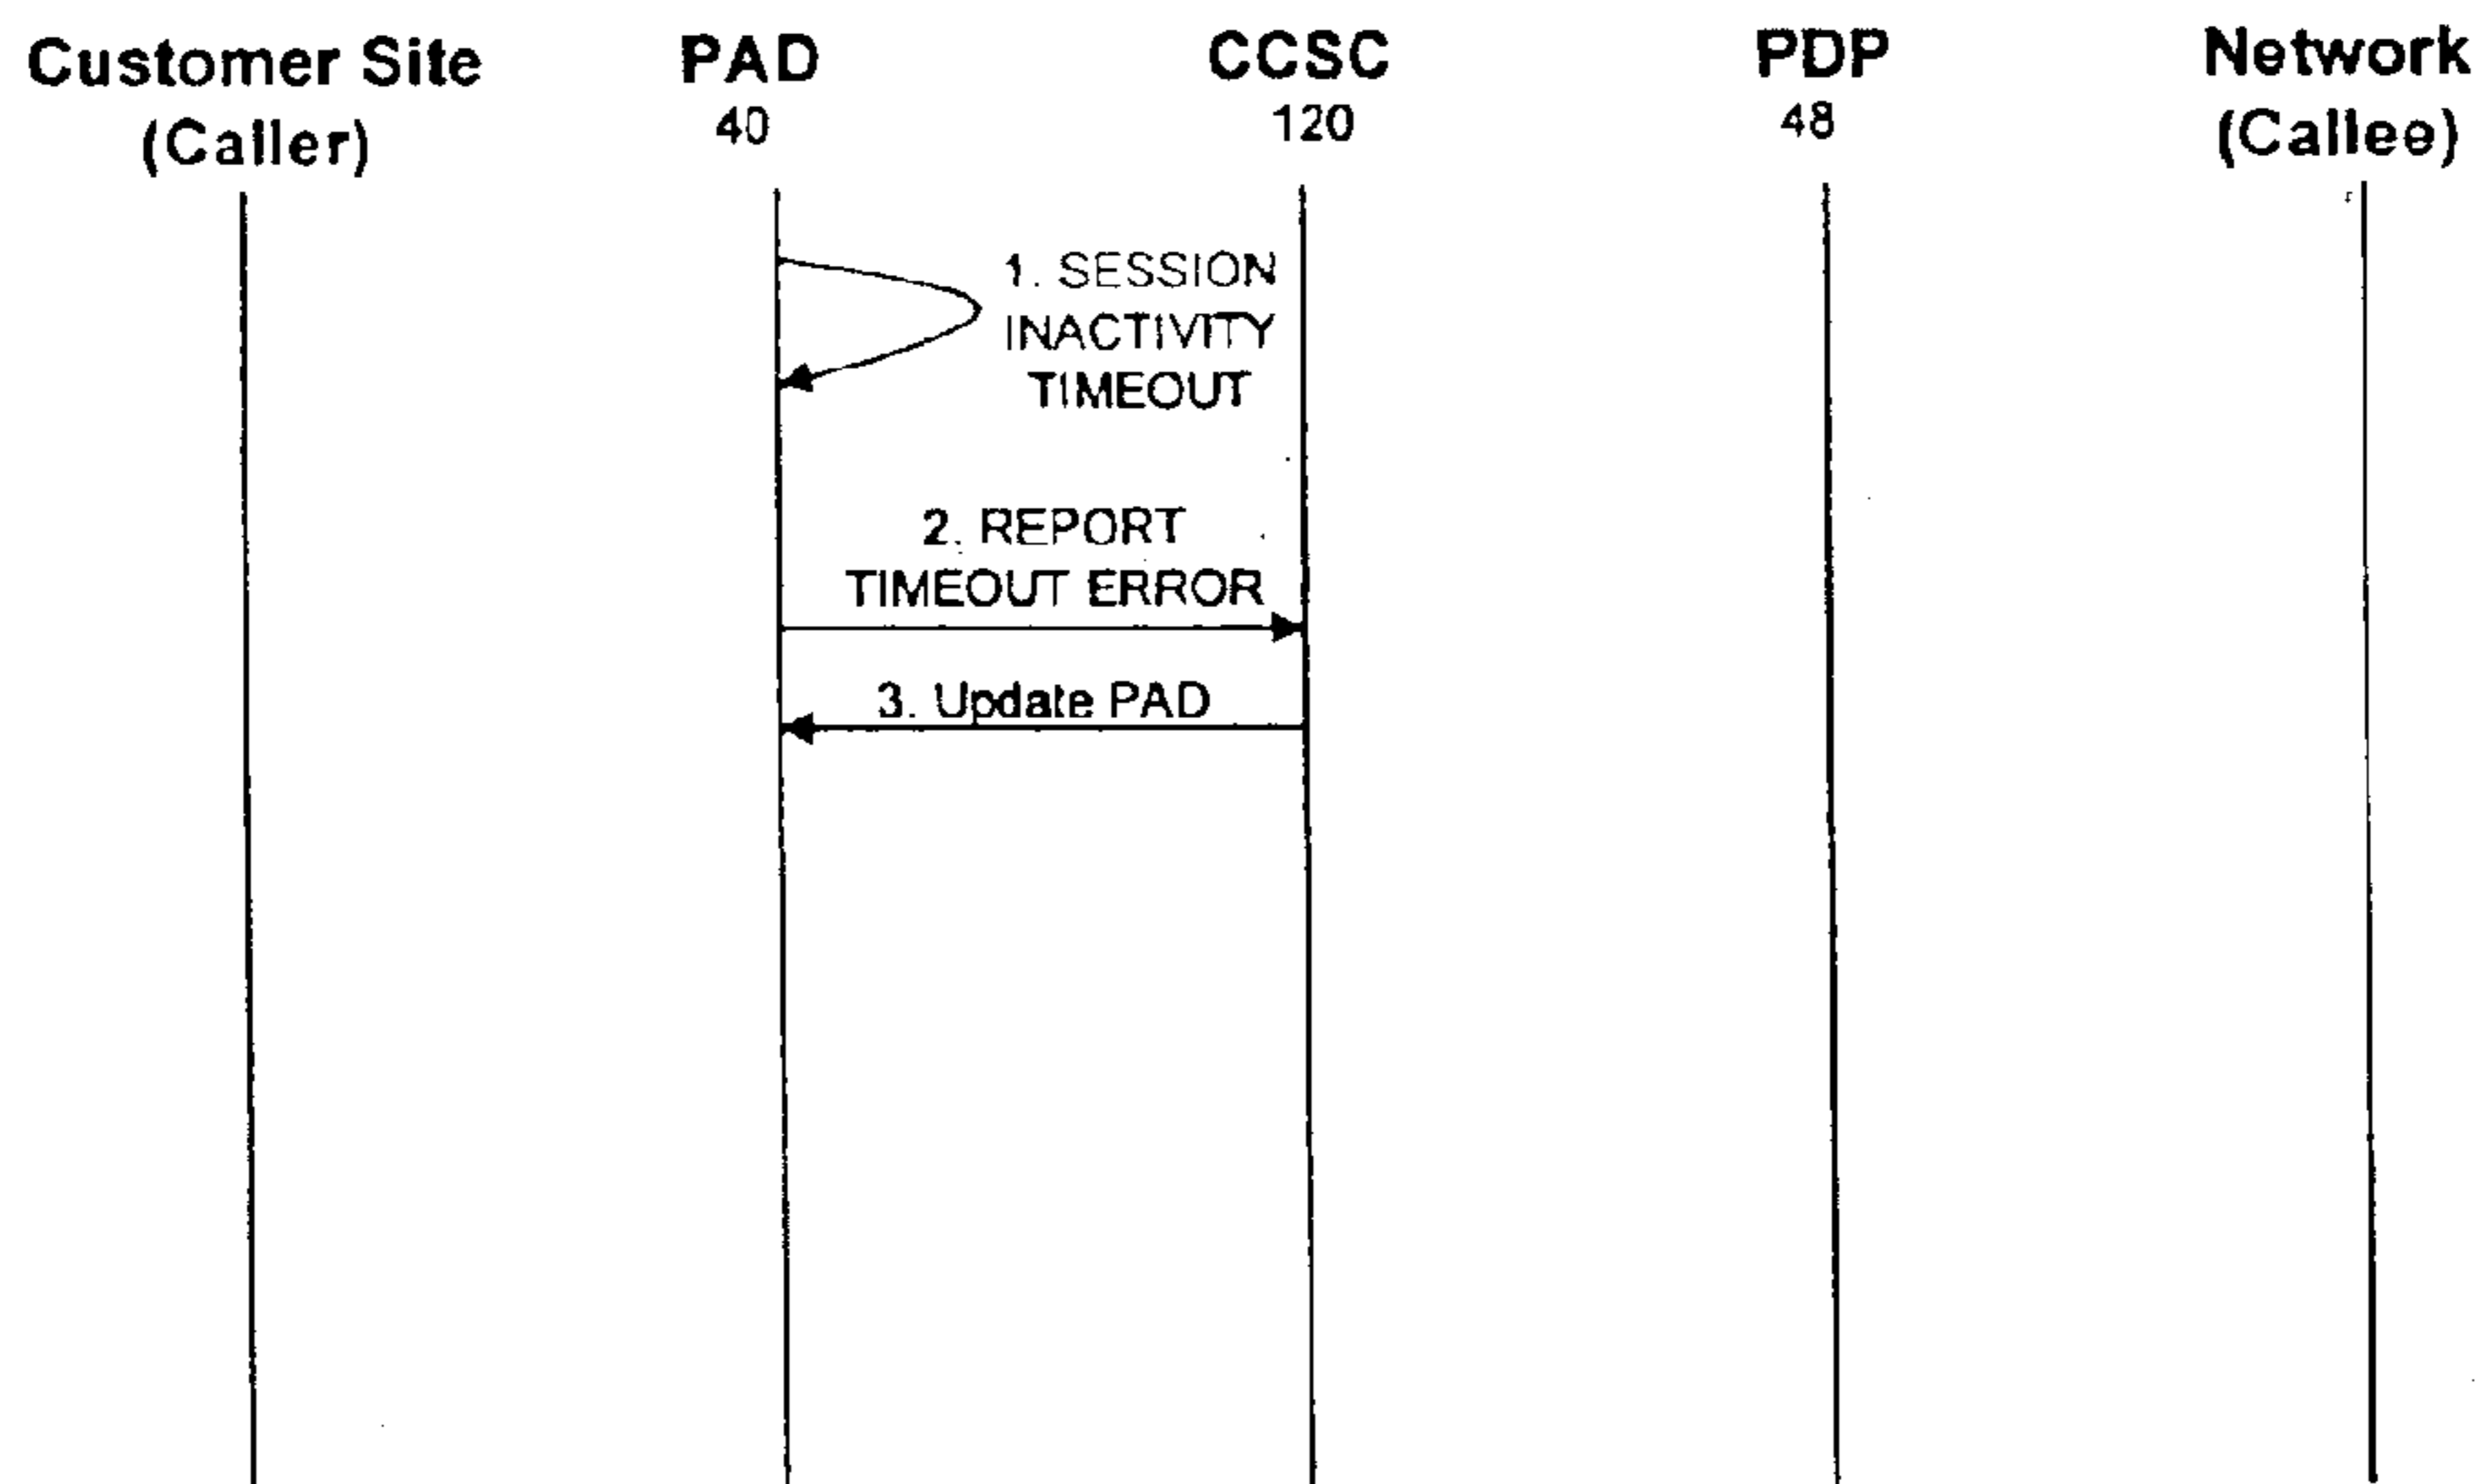 Customer Site
(Caller)
PAD
40
CCSC
120
PDP
48
Network
(Callee)
1. SESSION
INACTIVITY
TIMEOUT
2. REPORT
TIMEOUT ERROR
3. Update PAD